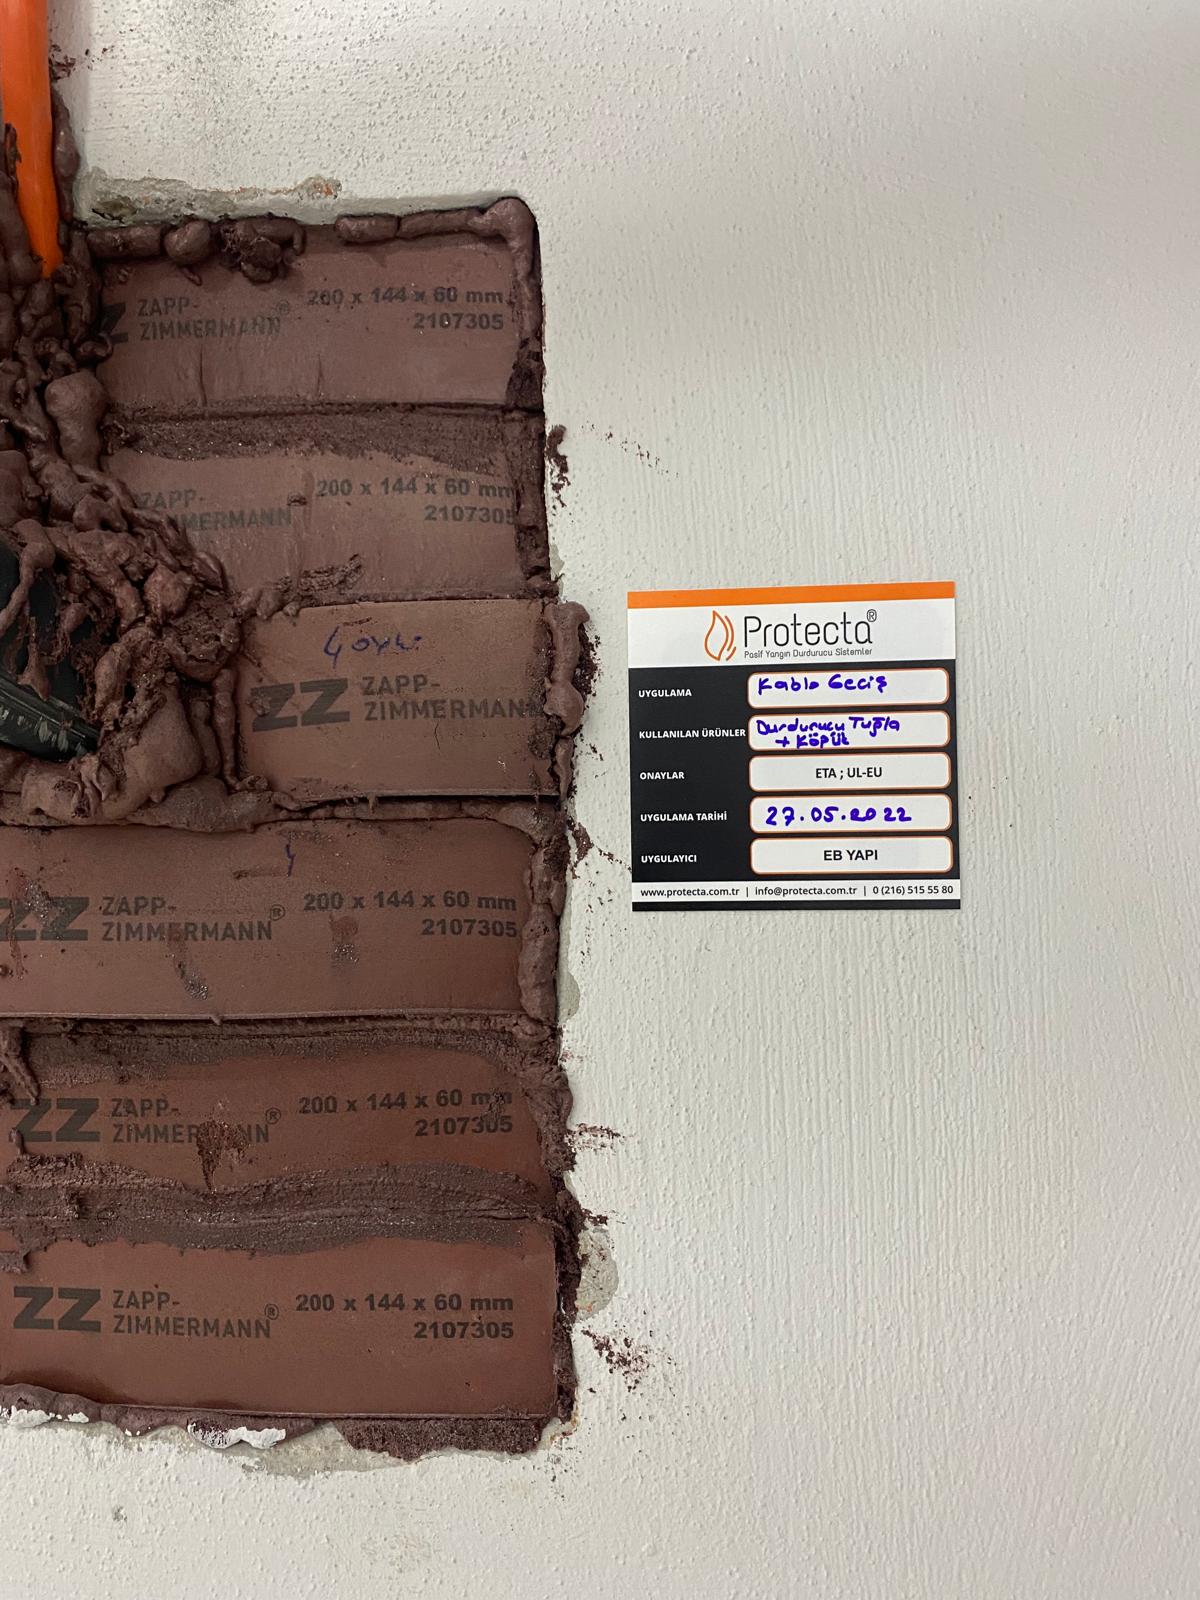 ZAPP-
ZIMMERMANN®
200 x 144 x 60 mm
2107305
ZAPP-
200 x 144 x 60 mm
2107305
ZZ ZAPP-
ZIMMERMANN
ZZ ZAPP-
ZIMMERMANN®
200 x 144 x 60 mm
2107305
ZZ ZAPP-
ZIMMERMANN®
200 x 144 x 60 mm
2107305
ZZ ZAPP-
ZIMMERMANN®
200 x 144 x 60 mm
2107305
Protecta®
Pasif Yangın Durdurucu Sistemler
UYGULAMA Kablo Geciş
KULLANILAN ÜRÜNLER Durdurucu Tuğla
+ Köpük
ONAYLAR ETA ; UL-EU
UYGULAMA TARİHİ 27.05.2022
UYGULAYICI EB YAPI
www.protecta.com.tr | info@protecta.com.tr | 0 (216) 515 55 80